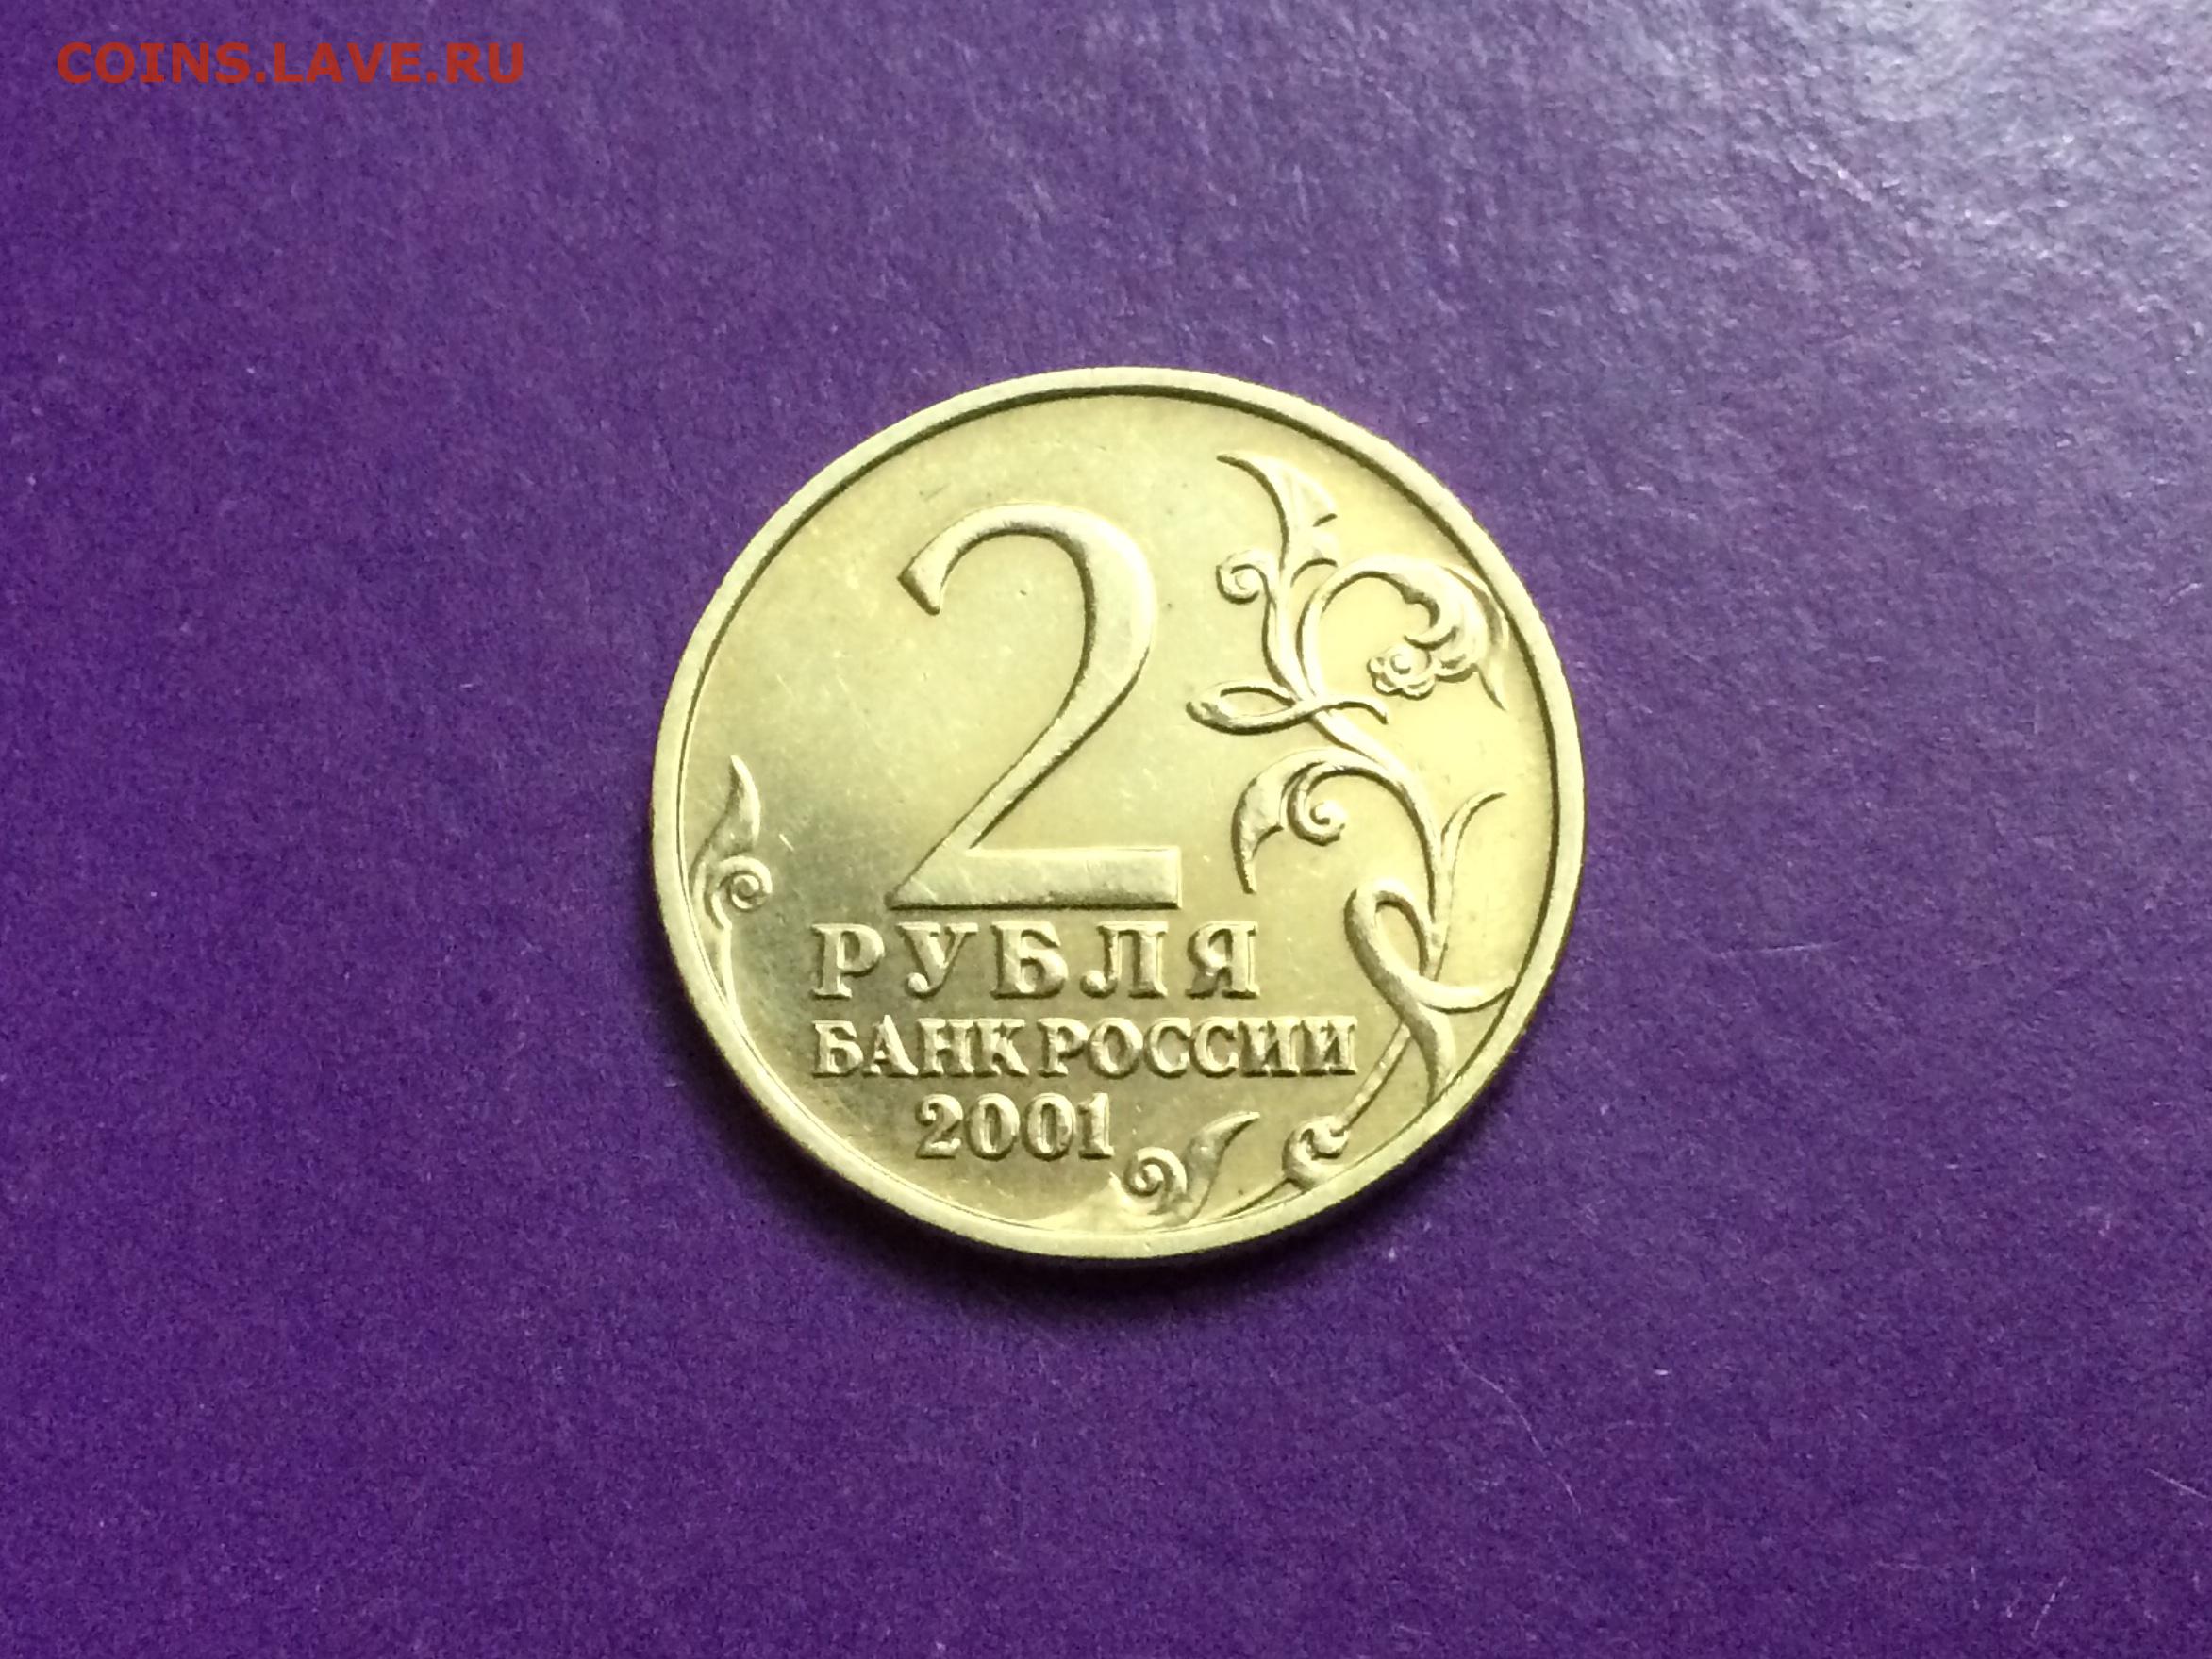 COINS.LAVE.RU
2
РУБЛЯ
БАНК РОССИИ
2001